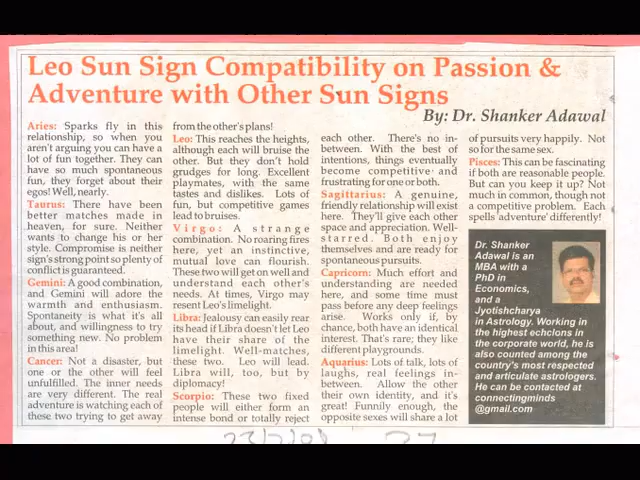 Leo Sun Sign Compatibility on Passion &
Adventure with Other Sun Signs
By: Dr. Shanker Adawal
Aries: Sparks fly in this
relationship, so when you
aren't arguing you can have a
lot of fun together. They can
have so much spontaneous
fun, they forget about their
egos! Well, nearly.
Taurus: There have been
better matches made in
heaven, for sure. Neither
wants to change his or her
style. Compromise is neither
sign's strong point so plenty of
conflict is guaranteed.
Gemini: A good combination,
and Gemini will adore the
warmth and enthusiasm.
Spontaneity is what it's all
about, and willingness to try
something new. No problem
in this area!
Cancer: Not a disaster, but
one or the other will feel
unfulfilled. The inner needs
are very different. The real
adventure is watching each of
these two trying to get away
from the other's plans!
Leo: This reaches the heights,
although each will bruise the
other. But they don't hold
grudges for long. Excellent
playmates, with the same
tastes and dislikes. Lots of
fun, but competitive games
lead to bruises.
Virgo: A strange
combination. No roaring fires
here, yet an instinctive,
mutual love can flourish.
These two will get on well and
understand each other's
needs. At times, Virgo may
resent Leo's limelight.
Libra: Jealousy can easily rear
its head if Libra doesn't let Leo
have their share of the
limelight. Well-matches,
these two. Leo will lead.
Libra will, too, but by
diplomacy!
Scorpio: These two fixed
people will either form an
intense bond or totally reject
each other. There's no in-
between. With the best of
intentions, things eventually
become competitive and
frustrating for one or both.
Sagittarius: A genuine,
friendly relationship will exist
here. They'll give each other
space and appreciation. Well-
starred. Both enjoy
themselves and are ready for
spontaneous pursuits.
Capricorn: Much effort and
understanding are needed
here, and some time must
pass before any deep feelings
arise. Works only if, by
chance, both have an identical
interest. That's rare; they like
different playgrounds.
Aquarius: Lots of talk, lots of
laughs, real feelings in-
between. Allow the other
their own identity, and it's
great! Funnily enough, the
opposite sexes will share a lot
of pursuits very happily. Not
so for the same sex.
Pisces: This can be fascinating
if both are reasonable people.
But can you keep it up? Not
much in common, though not
a competitive problem. Each
spells 'adventure' differently!
Dr. Shanker
Adawal is an
MBA with a
PhD in
Economics,
and a
Jyotishcharya
in Astrology. Working in
the highest echelons in
the corporate world, he is
also counted among the
country's most respected
and articulate astrologers.
He can be contacted at
connectingminds
@gmail.com